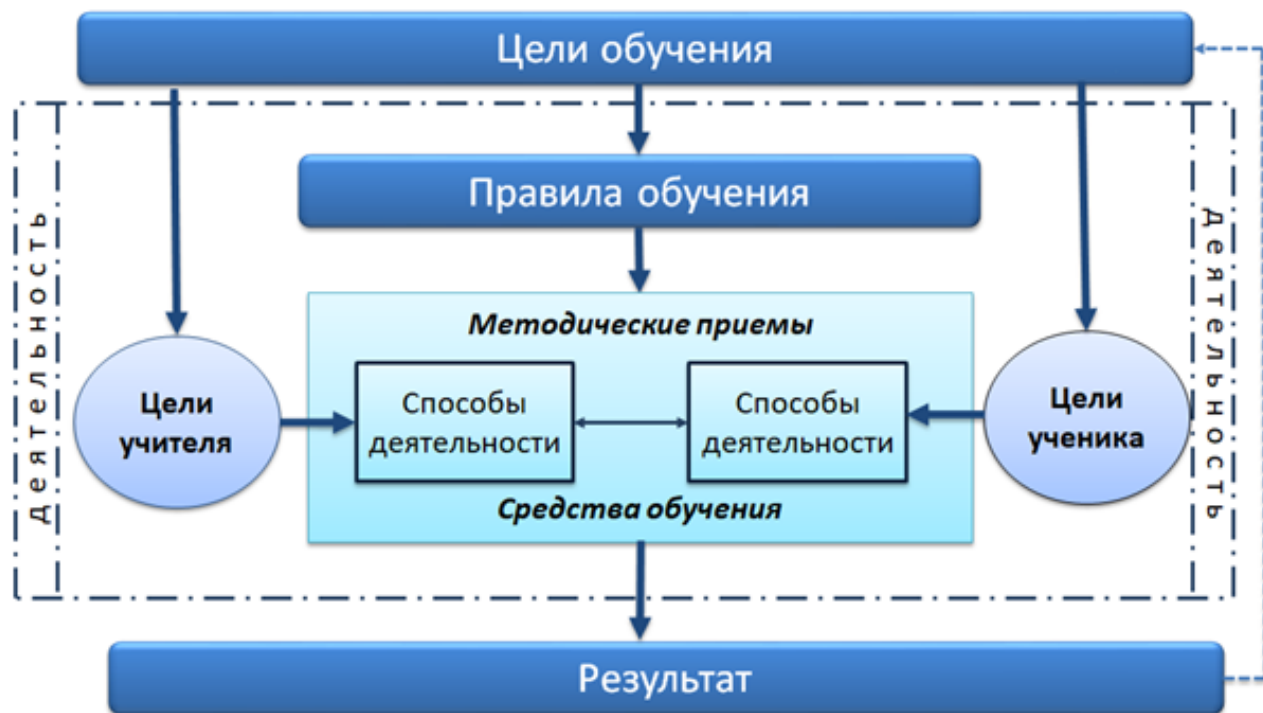 Цели обучения
Правила обучения
деятельность
деятельность
Методические приемы
Цели
учителя
Способы
деятельности
Способы
деятельности
Цели
ученика
Средства обучения
Результат